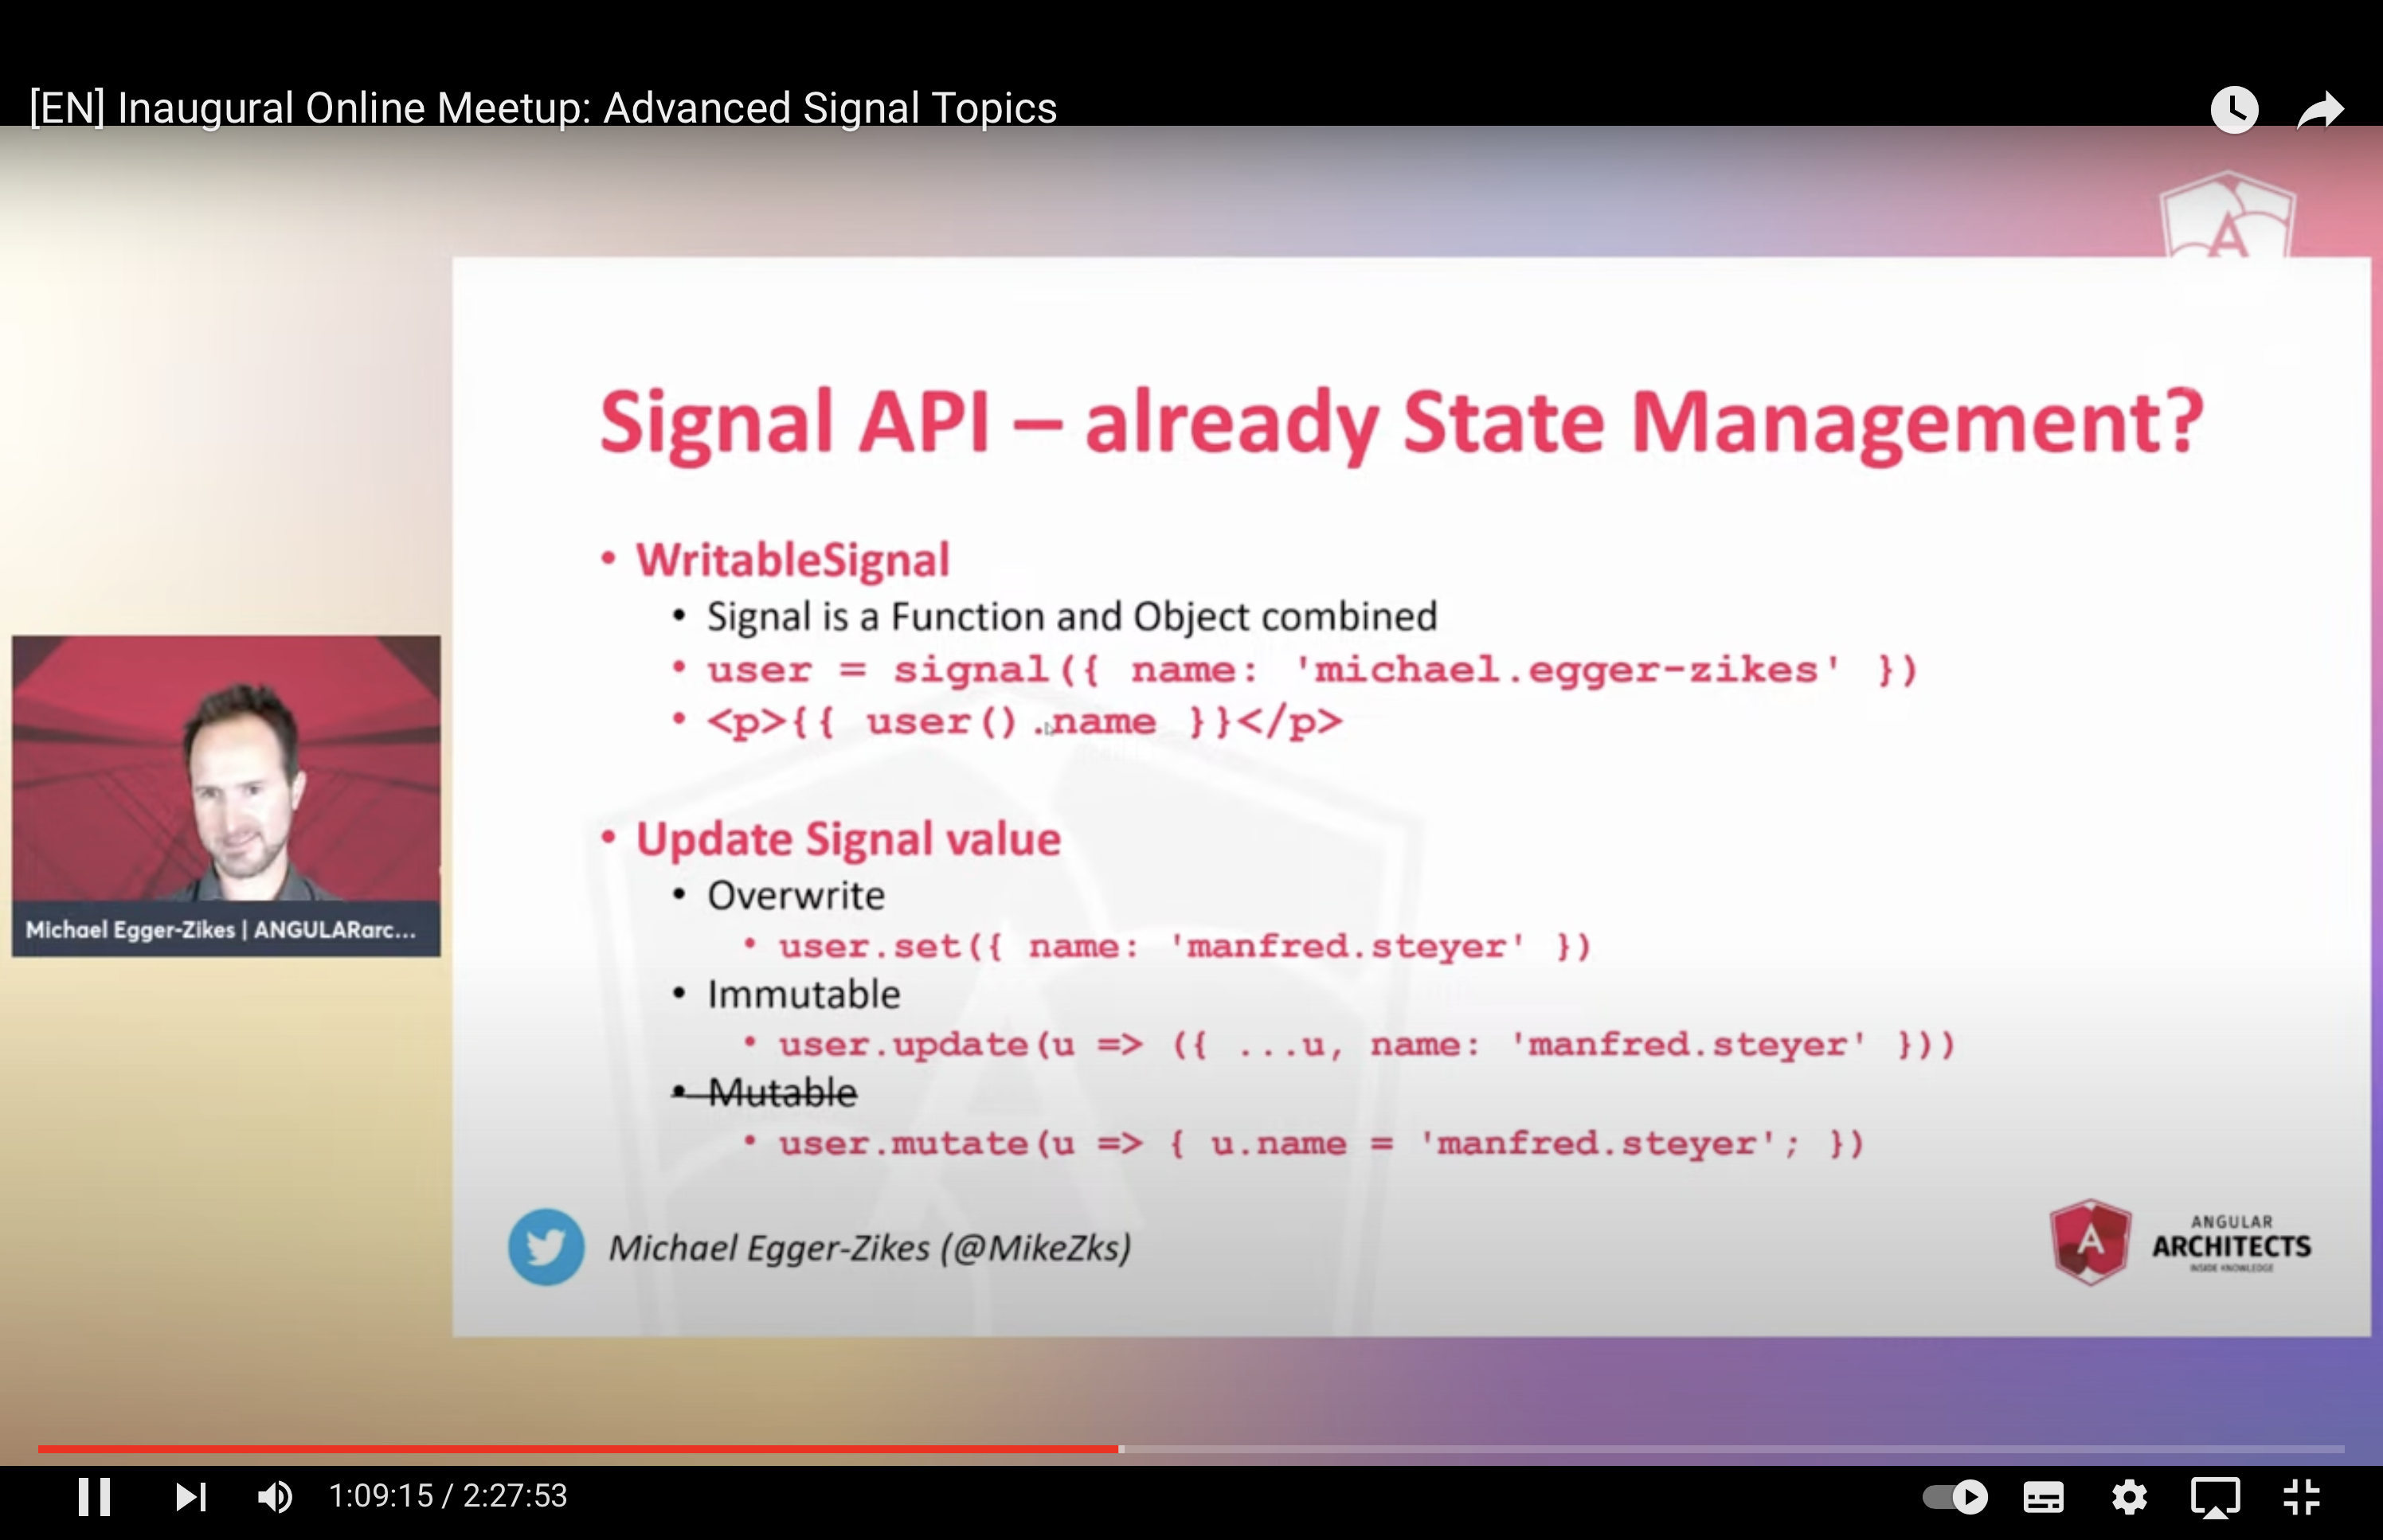 [EN] Inaugural Online Meetup: Advanced Signal Topics
A
Signal API – already State Management?
• WritableSignal
• Signal is a Function and Object combined
• user = signal({ name: 'michael.egger-zikes' })
• <p>{{ user().name }}</p>
• Update Signal value
• Overwrite
• user.set({ name: 'manfred.steyer' })
• Immutable
• user.update(u => ({ ...u, name: 'manfred.steyer' }))
• Mutable
• user.mutate(u => { u.name = 'manfred.steyer'; })
Michael Egger-Zikes | ANGULARarc...
Michael Egger-Zikes (@MikeZks)
A
ANGULAR
ARCHITECTS
INSIDE KNOWLEDGE
1:09:15 / 2:27:53